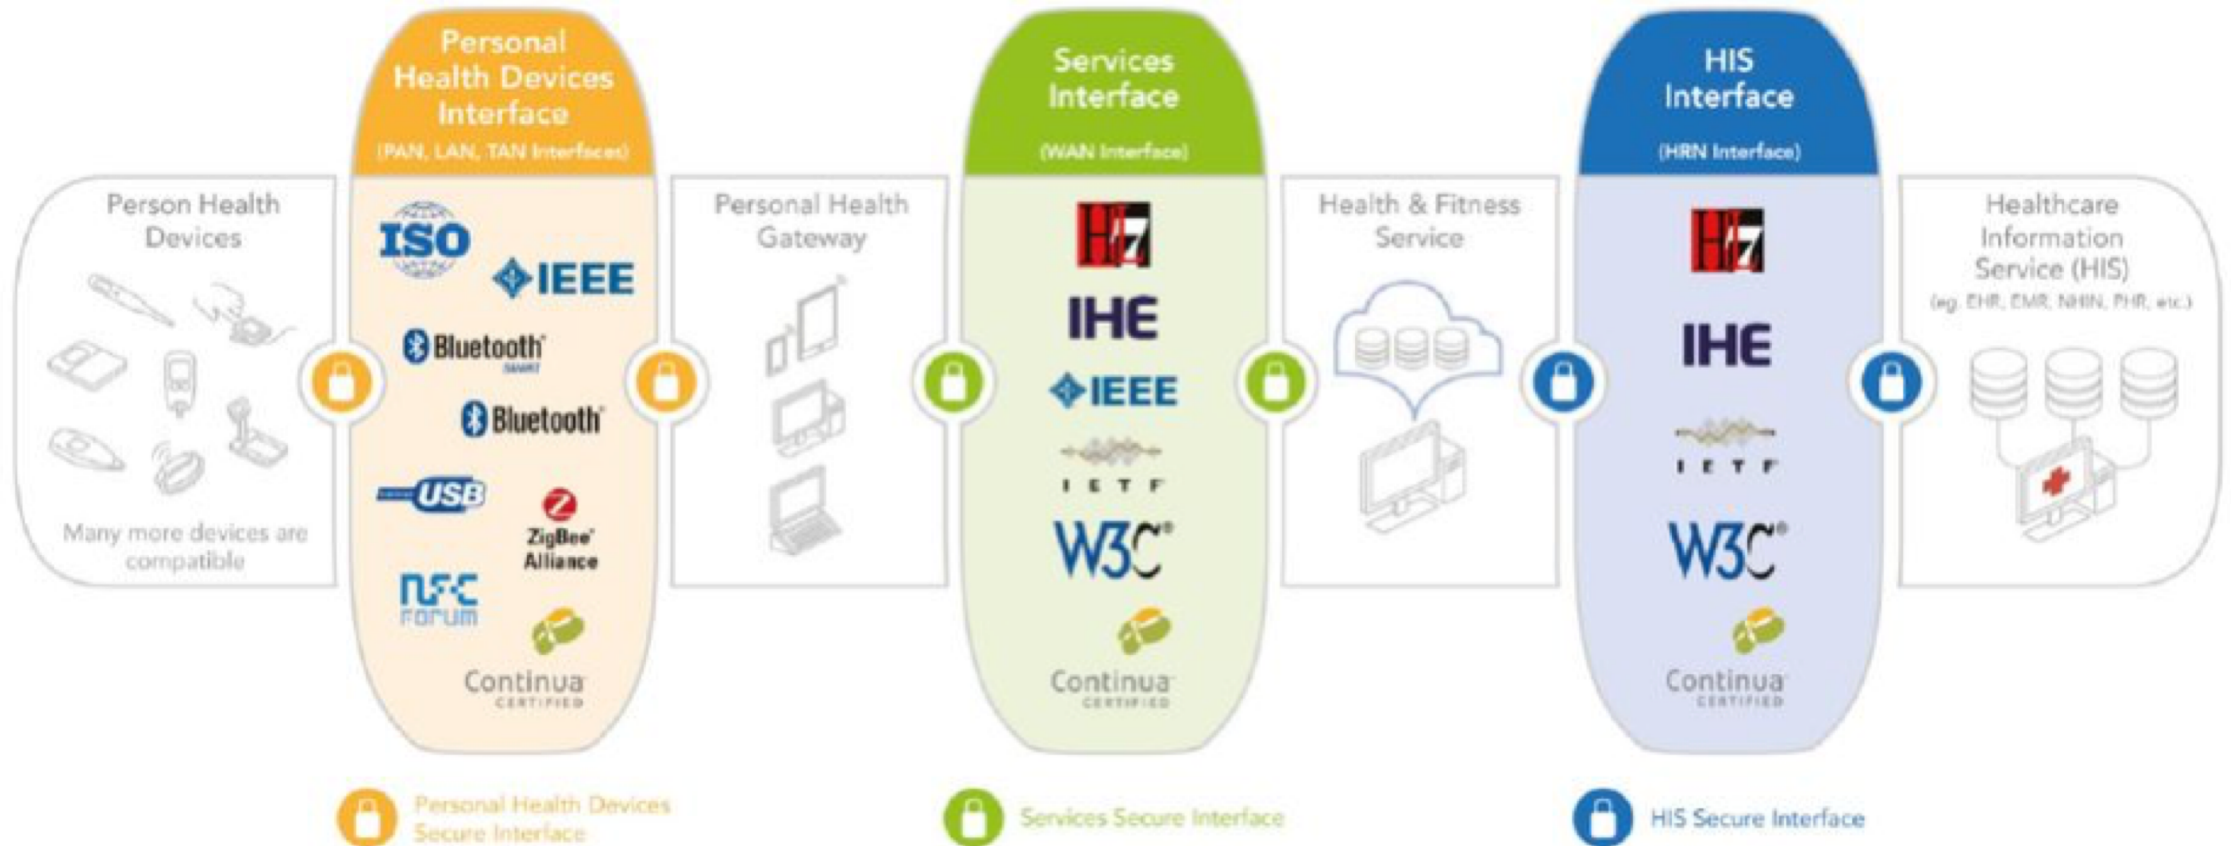 Personal
Health Devices
Interface
(PAN, LAN, TAN Interfaces)
Services
Interface
(WAN Interface)
HIS
Interface
(HRN Interface)
Person Health
Devices
Many more devices are
compatible
ISO
IEEE
Bluetooth
SMART
Bluetooth
USB
ZigBee
Alliance
NFC
Forum
Continua
CERTIFIED
Personal Health
Gateway
HL7
IHE
IEEE
IETF
W3C®
Continua
CERTIFIED
Health & Fitness
Service
HL7
IHE
IETF
W3C®
Continua
CERTIFIED
Healthcare
Information
Service (HIS)
(eg. EHR, EMR, NHIN, PHR, etc.)
Personal Health Devices
Secure Interface
Services Secure Interface
HIS Secure Interface